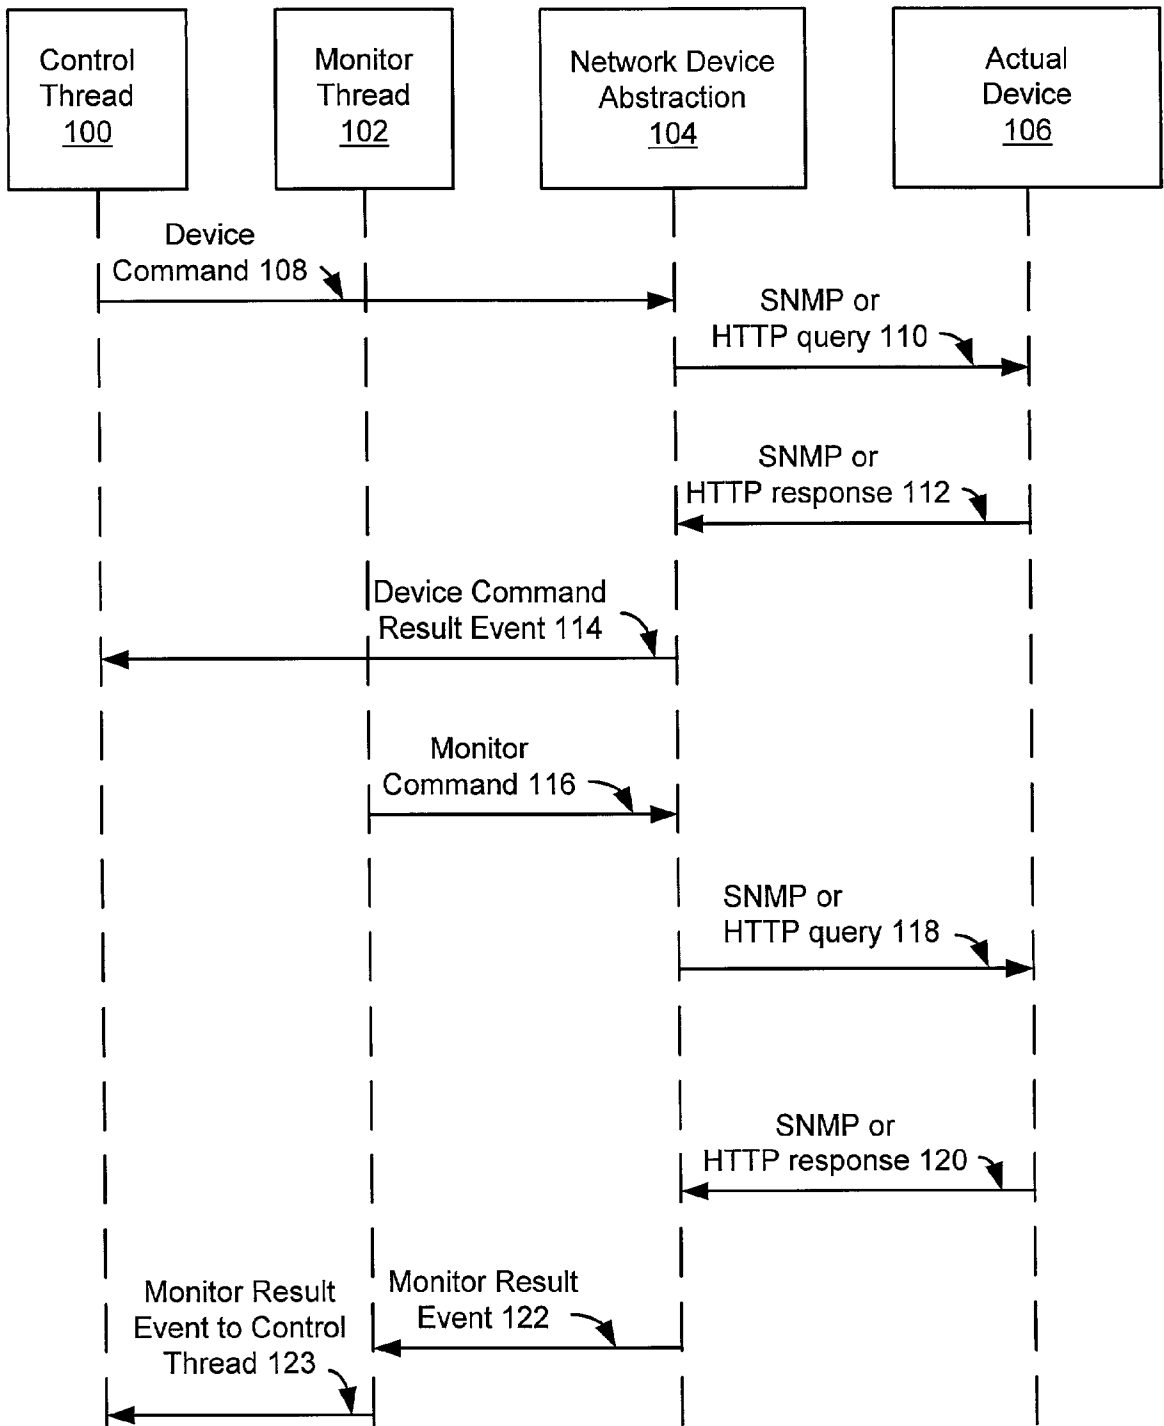 Control
Thread
100
Monitor
Thread
102
Network Device
Abstraction
104
Actual
Device
106
Device
Command 108
SNMP or
HTTP query 110
SNMP or
HTTP response 112
Device Command
Result Event 114
Monitor
Command 116
SNMP or
HTTP query 118
SNMP or
HTTP response 120
Monitor Result
Event 122
Monitor Result
Event to Control
Thread 123